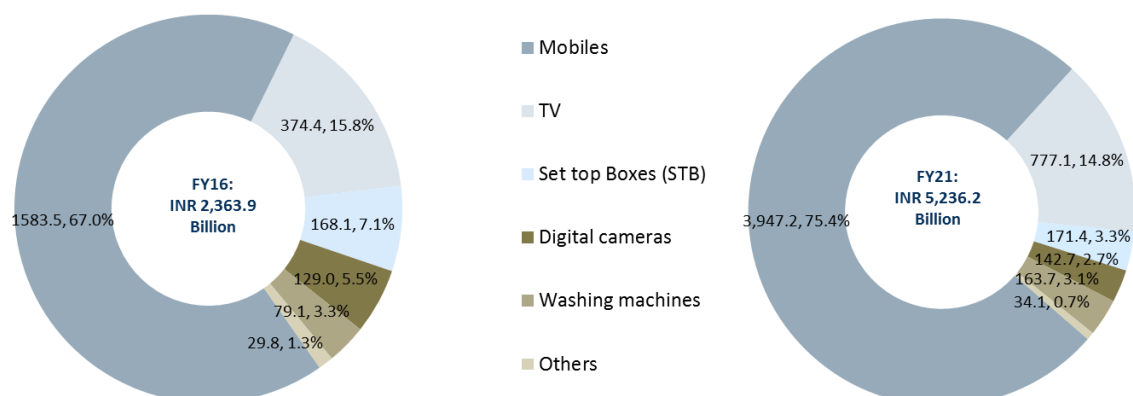 374.4, 15.8%
1583.5, 67.0%
FY16:
INR 2,363.9
Billion
168.1, 7.1%
129.0, 5.5%
79.1, 3.3%
29.8, 1.3%
Mobiles
TV
Set top Boxes (STB)
Digital cameras
Washing machines
Others
777.1, 14.8%
3,947.2, 75.4%
FY21:
INR 5,236.2
Billion
171.4, 3.3%
142.7, 2.7%
163.7, 3.1%
34.1, 0.7%